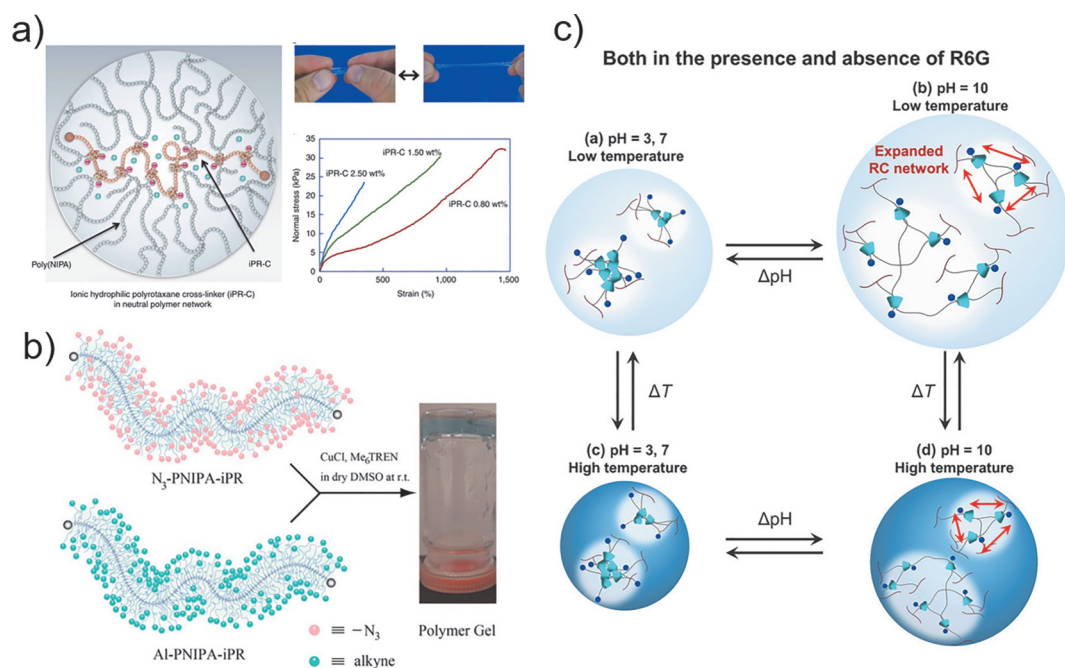 a)
Poly(NIPA)
iPR-C
Ionic hydrophilic polyrotaxane cross-linker (iPR-C)
in neutral polymer network
Normal stress (kPa)
35
30
25
20
15
10
5
0
iPR-C 2.50 wt%
iPR-C 1.50 wt%
iPR-C 0.80 wt%
0
500
1,000
1,500
Strain (%)
b)
N₃-PNIPA-iPR
CuCl, Me₆TREN
in dry DMSO at r.t.
Al-PNIPA-iPR
≡ –N₃
≡ alkyne
Polymer Gel
c)
Both in the presence and absence of R6G
(a) pH = 3, 7
Low temperature
(b) pH = 10
Low temperature
Expanded
RC network
ΔpH
ΔT
ΔT
(c) pH = 3, 7
High temperature
(d) pH = 10
High temperature
ΔpH